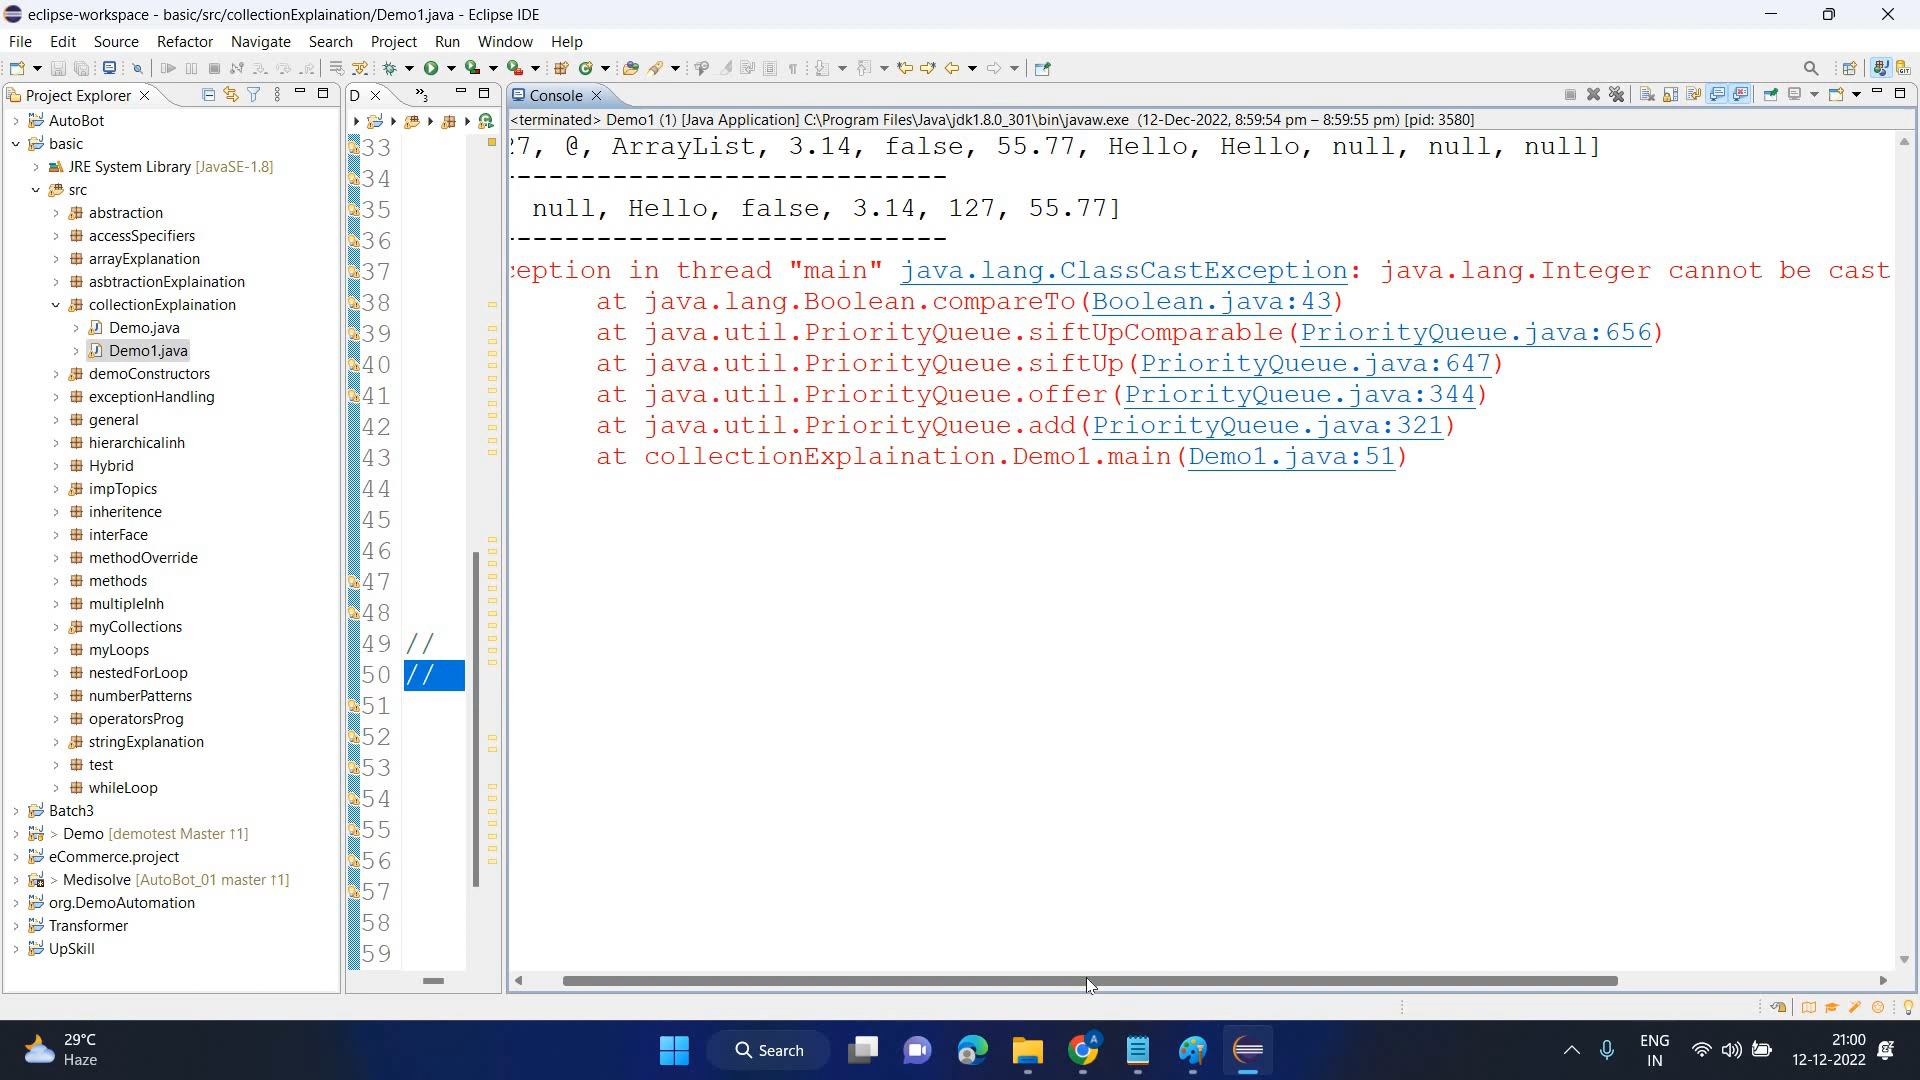 eclipse-workspace - basic/src/collectionExplaination/Demo1.java - Eclipse IDE
File Edit Source Refactor Navigate Search Project Run Window Help
Project Explorer
D
3
Console
<terminated> Demo1 (1) [Java Application] C:\Program Files\Java\jdk1.8.0_301\bin\javaw.exe (12-Dec-2022, 8:59:54 pm – 8:59:55 pm) [pid: 3580]
AutoBot
basic
JRE System Library [JavaSE-1.8]
src
abstraction
accessSpecifiers
arrayExplanation
asbtractionExplaination
collectionExplaination
Demo.java
Demo1.java
demoConstructors
exceptionHandling
general
hierarchicalinh
Hybrid
impTopics
inheritence
interFace
methodOverride
methods
multipleInh
myCollections
myLoops
nestedForLoop
numberPatterns
operatorsProg
stringExplanation
test
whileLoop
Batch3
> Demo [demotest Master ↑1]
eCommerce.project
> Medisolve [AutoBot_01 master ↑1]
org.DemoAutomation
Transformer
UpSkill
33
34
35
36
37
38
39
40
41
42
43
44
45
46
47
48
49 //
50 //
51
52
53
54
55
56
57
58
59
27, @, ArrayList, 3.14, false, 55.77, Hello, Hello, null, null, null]
----------------------------
null, Hello, false, 3.14, 127, 55.77]
----------------------------
ception in thread "main" java.lang.ClassCastException: java.lang.Integer cannot be cast
at java.lang.Boolean.compareTo(Boolean.java:43)
at java.util.PriorityQueue.siftUpComparable(PriorityQueue.java:656)
at java.util.PriorityQueue.siftUp(PriorityQueue.java:647)
at java.util.PriorityQueue.offer(PriorityQueue.java:344)
at java.util.PriorityQueue.add(PriorityQueue.java:321)
at collectionExplaination.Demo1.main(Demo1.java:51)
29°C
Haze
Search
ENG
IN
21:00
12-12-2022